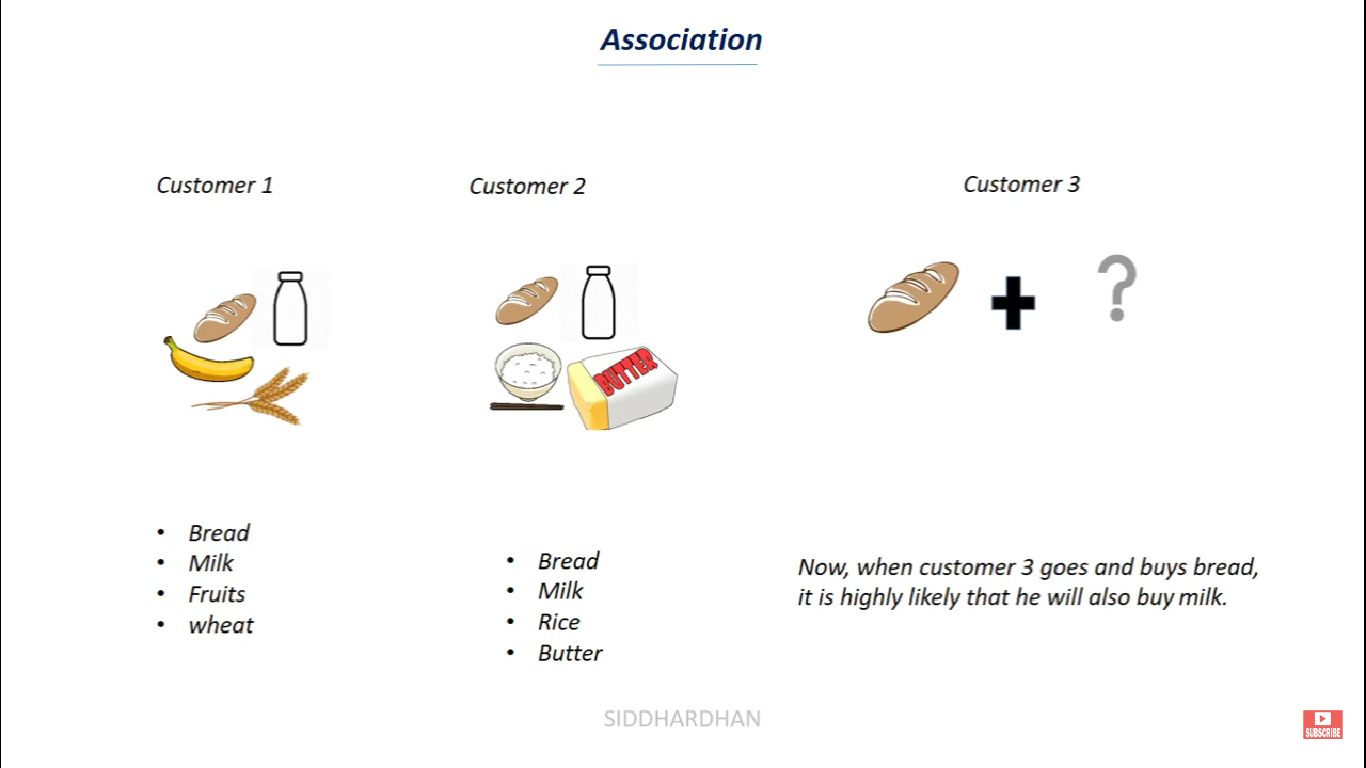 Association
Customer 1
Customer 2
Customer 3
BUTTER
• Bread
• Milk
• Fruits
• wheat
• Bread
• Milk
• Rice
• Butter
Now, when customer 3 goes and buys bread,
it is highly likely that he will also buy milk.
SIDDHARDHAN
SUBSCRIBE